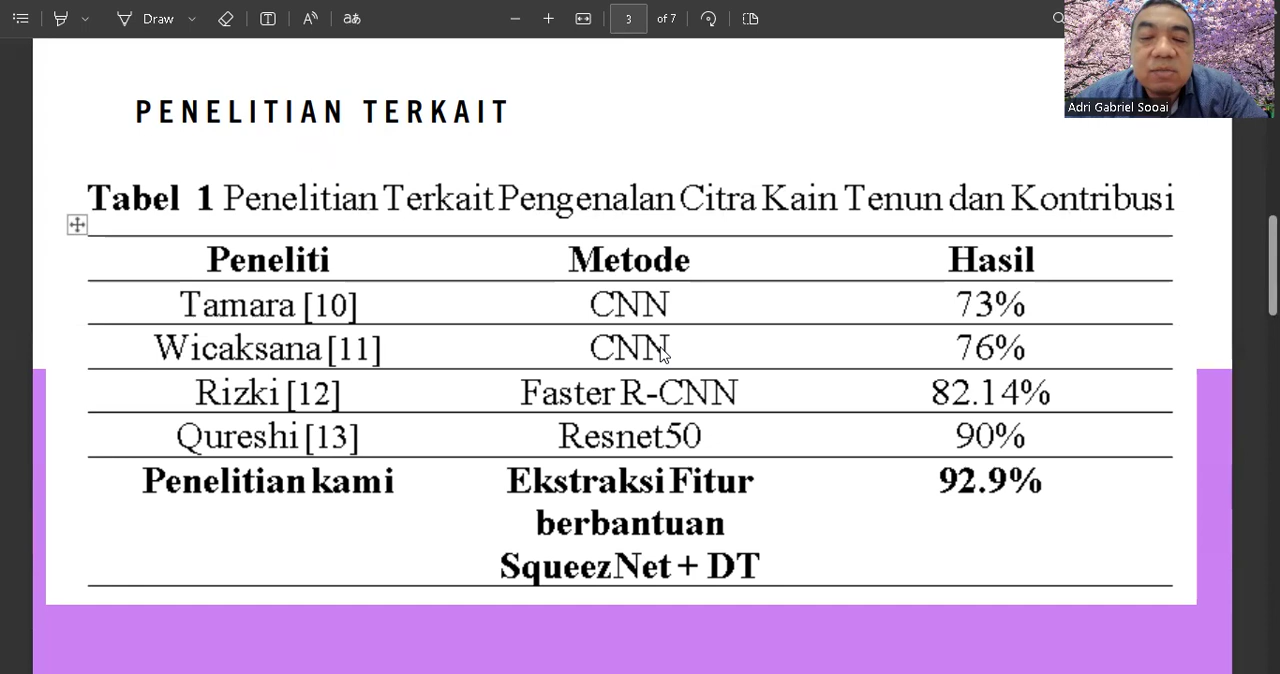 Draw
3 of 7
Adri Gabriel Sooai
PENELITIAN TERKAIT
Tabel 1 Penelitian Terkait Pengenalan Citra Kain Tenun dan Kontribusi
Peneliti Metode Hasil
Tamara [10] CNN 73%
Wicaksana [11] CNN 76%
Rizki [12] Faster R-CNN 82.14%
Qureshi [13] Resnet50 90%
Penelitian kami Ekstraksi Fitur 92.9%
berbantuan
SqueezNet + DT